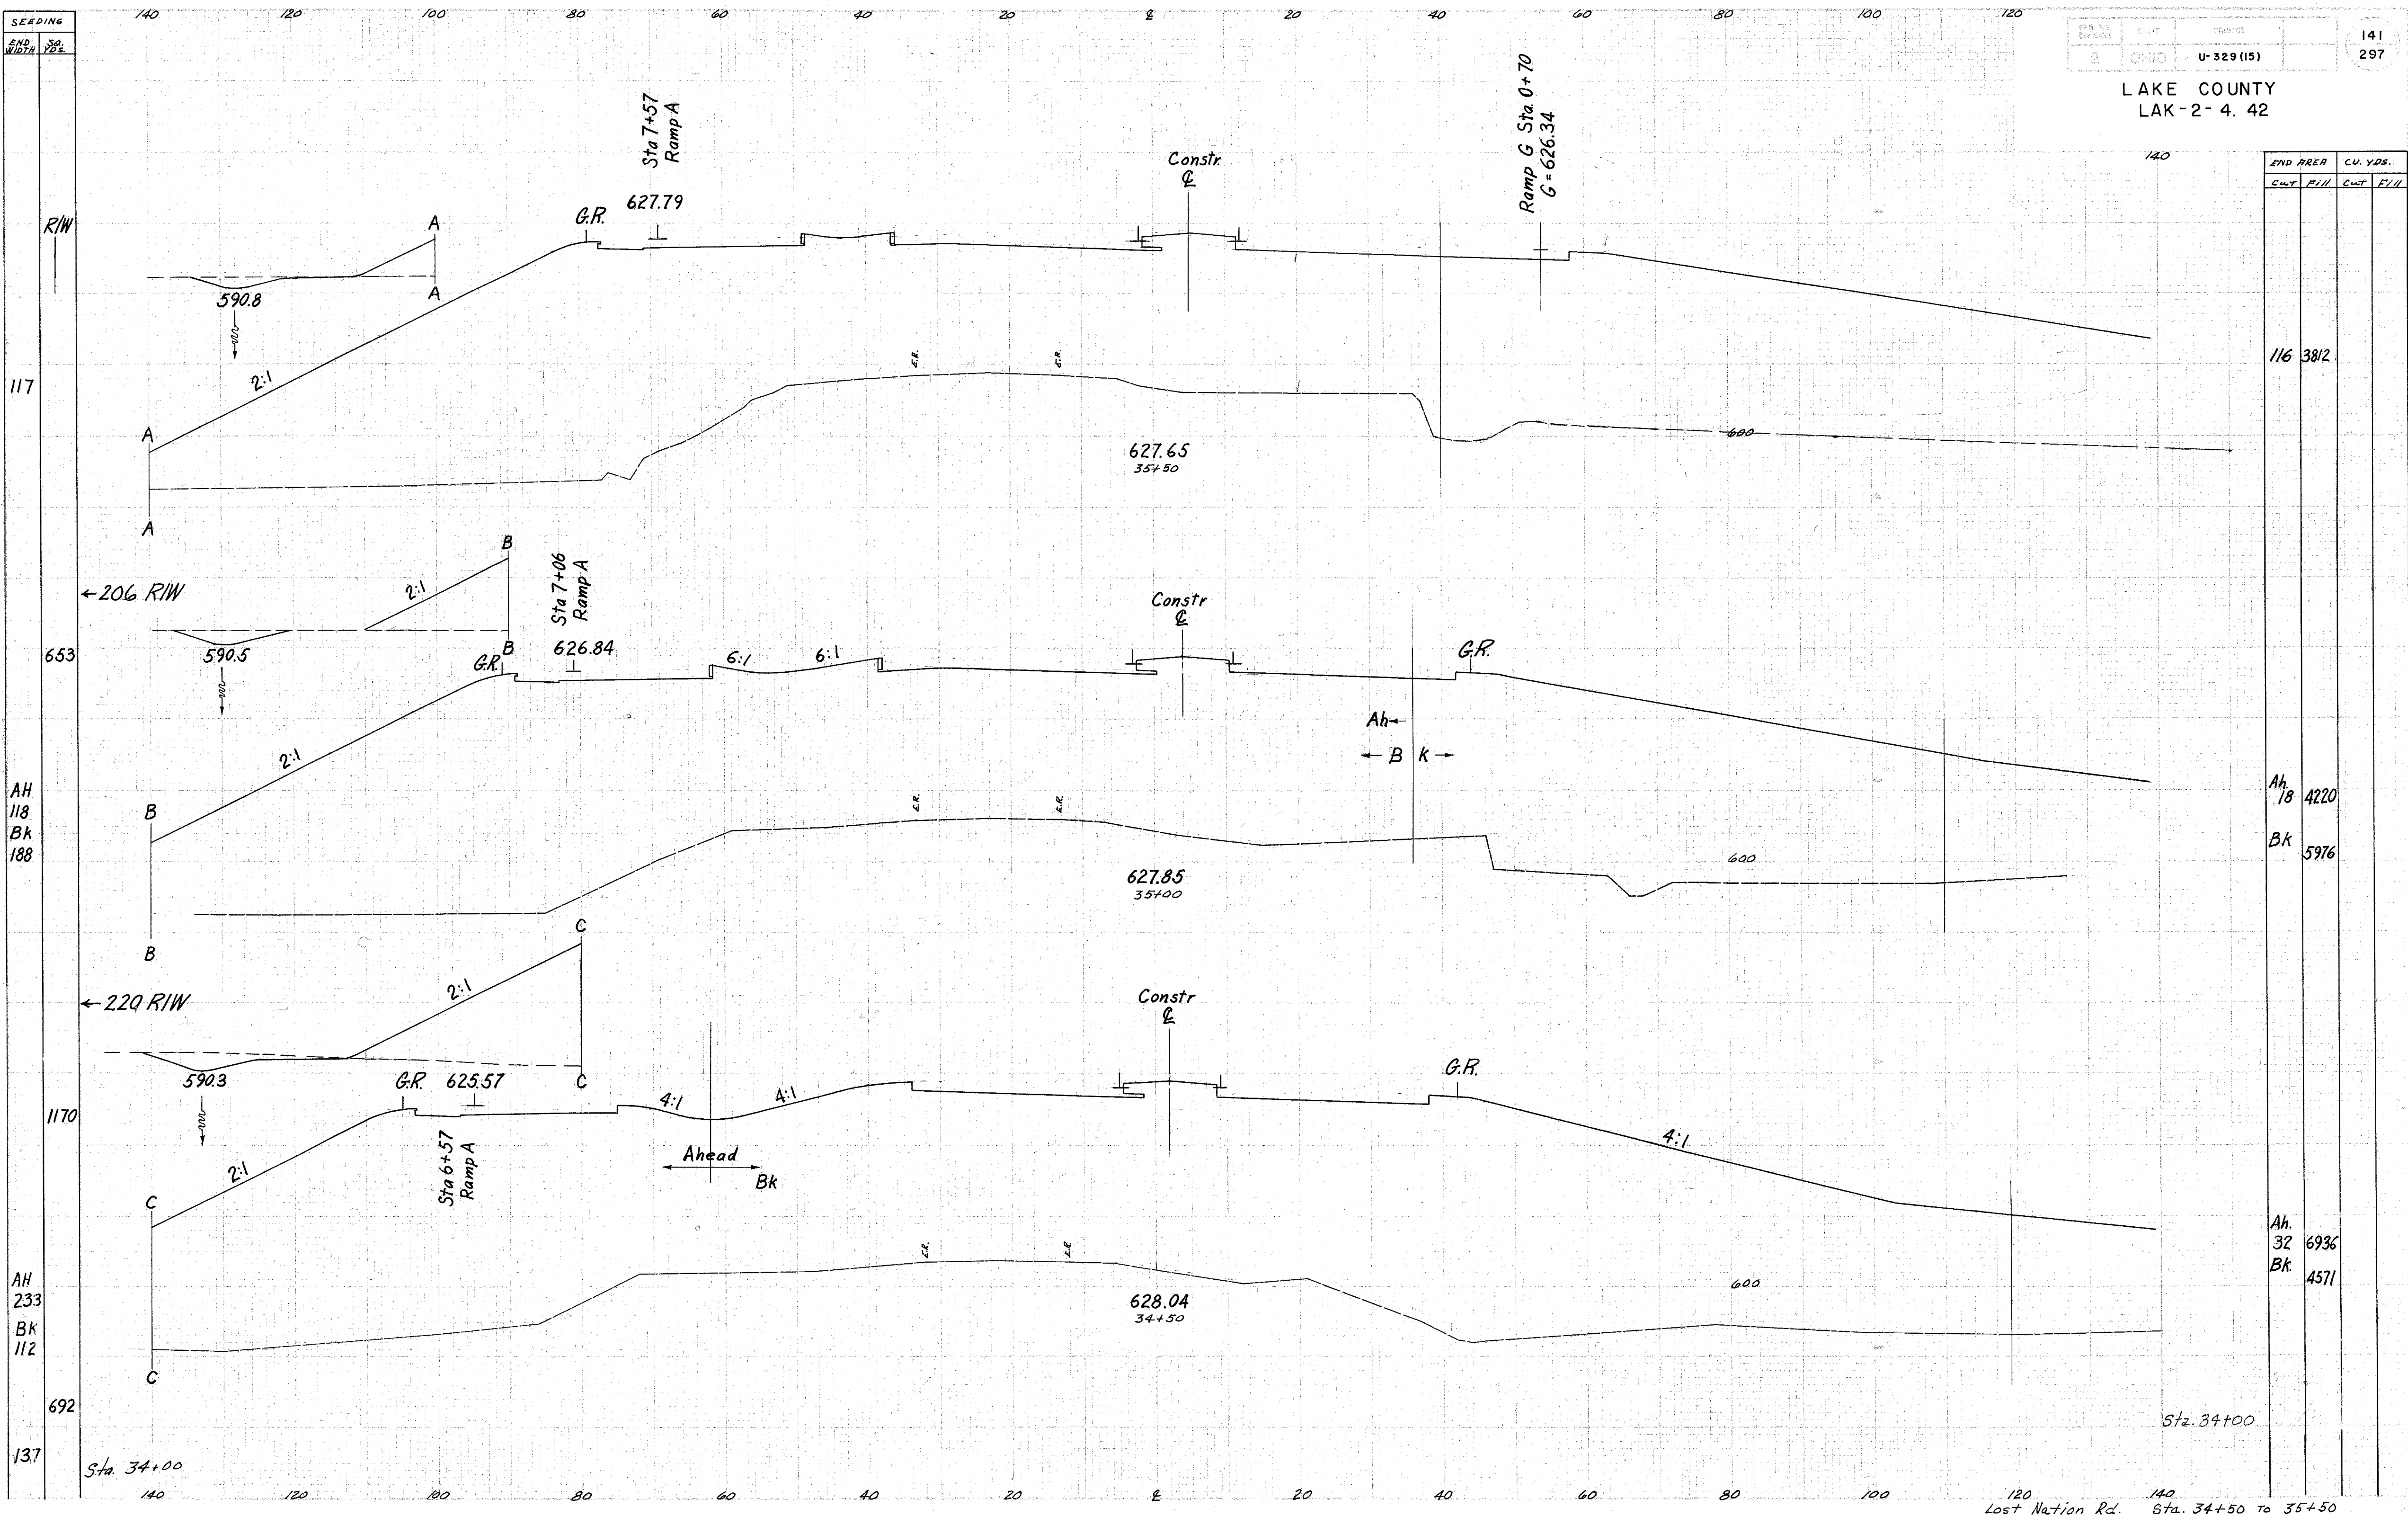 SEEDING
END WIDTH
SQ. YDS.
140 120 100 80 60 40 20 ℄ 20 40 60 80 100 120
FED. RD. DIVISION
STATE
PROJECT
2
OHIO
U-329(15)
141
297
LAKE COUNTY
LAK-2-4.42
140
END AREA
CU. YDS.
Cut
Fill
Cut
Fill
R/W
117
Sta 7+57
Ramp A
627.79
G.R.
A
A
590.8
2:1
A
A
Constr.
℄
Ramp G Sta. 0+70
G = 626.34
E.R.
E.R.
600
627.65
35+50
116
3812
←206 R/W
653
B
2:1
B
590.5
Sta 7+06
Ramp A
626.84
G.R.
6:1
6:1
Constr
℄
G.R.
2:1
B
B
Ah←
← B k →
E.R.
E.R.
600
627.85
35+00
AH
118
Bk
188
Ah.
18
4220
Bk
5976
←220 R/W
1170
C
2:1
C
590.3
G.R.
625.57
Sta 6+57
Ramp A
4:1
4:1
Ahead
Bk
Constr
℄
G.R.
4:1
2:1
C
C
E.R.
E.R.
600
628.04
34+50
AH
233
Bk
112
Ah.
32
6936
Bk
4571
692
137
Sta. 34+00
Sta. 34+00
140 120 100 80 60 40 20 ℄ 20 40 60 80 100 120 140
Lost Nation Rd. Sta. 34+50 TO 35+50